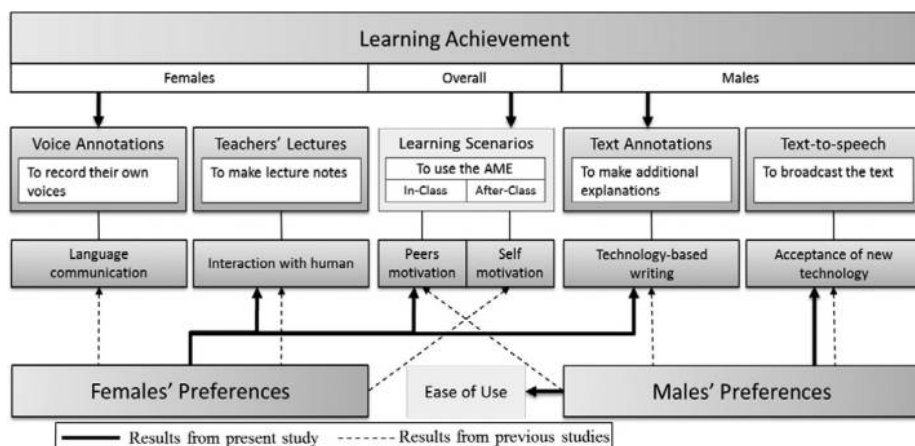 Learning Achievement
Females
Overall
Males
Voice Annotations
To record their own
voices
Teachers' Lectures
To make lecture notes
Learning Scenarios
To use the AME
In-Class
After-Class
Text Annotations
To make additional
explanations
Text-to-speech
To broadcast the text
Language
communication
Interaction with human
Peers
motivation
Self
motivation
Technology-based
writing
Acceptance of new
technology
Females' Preferences
Ease of Use
Males' Preferences
Results from present study
Results from previous studies